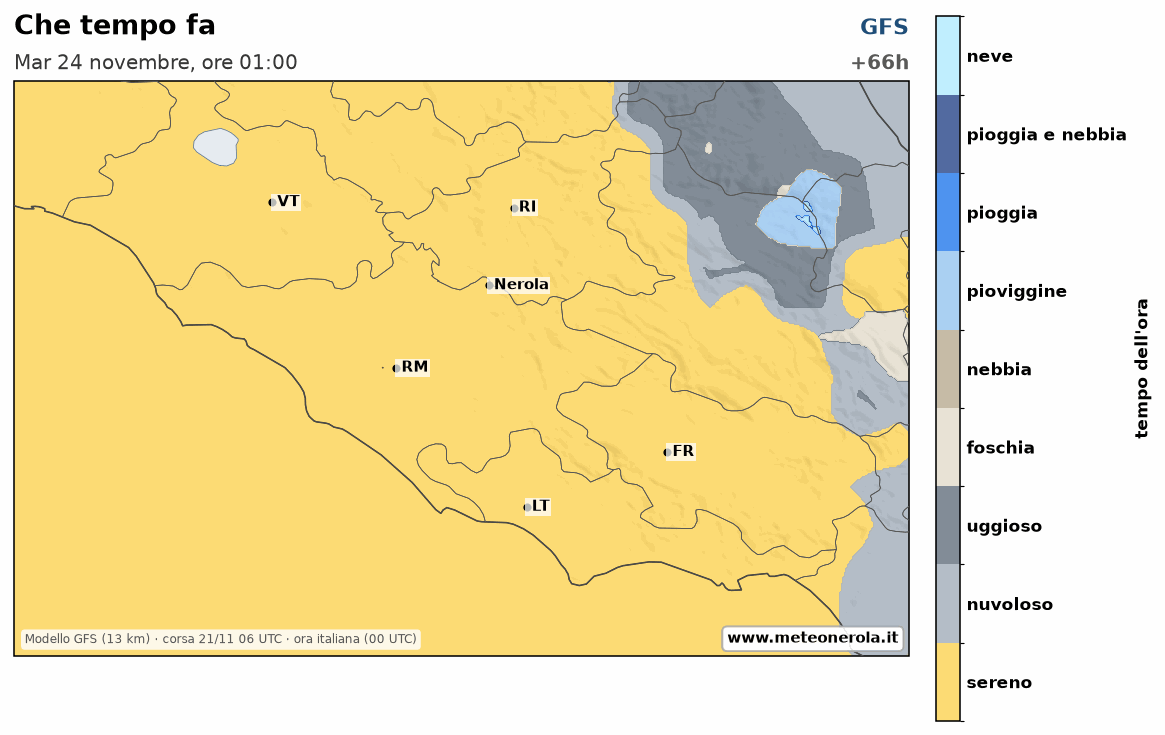 Che tempo fa
GFS
Mar 24 novembre, ore 01:00
+66h
VT
RI
Nerola
RM
FR
LT
Modello GFS (13 km) · corsa 21/11 06 UTC · ora italiana (00 UTC)
www.meteonerola.it
neve
pioggia e nebbia
pioggia
pioviggine
nebbia
foschia
uggioso
nuvoloso
sereno
tempo dell'ora